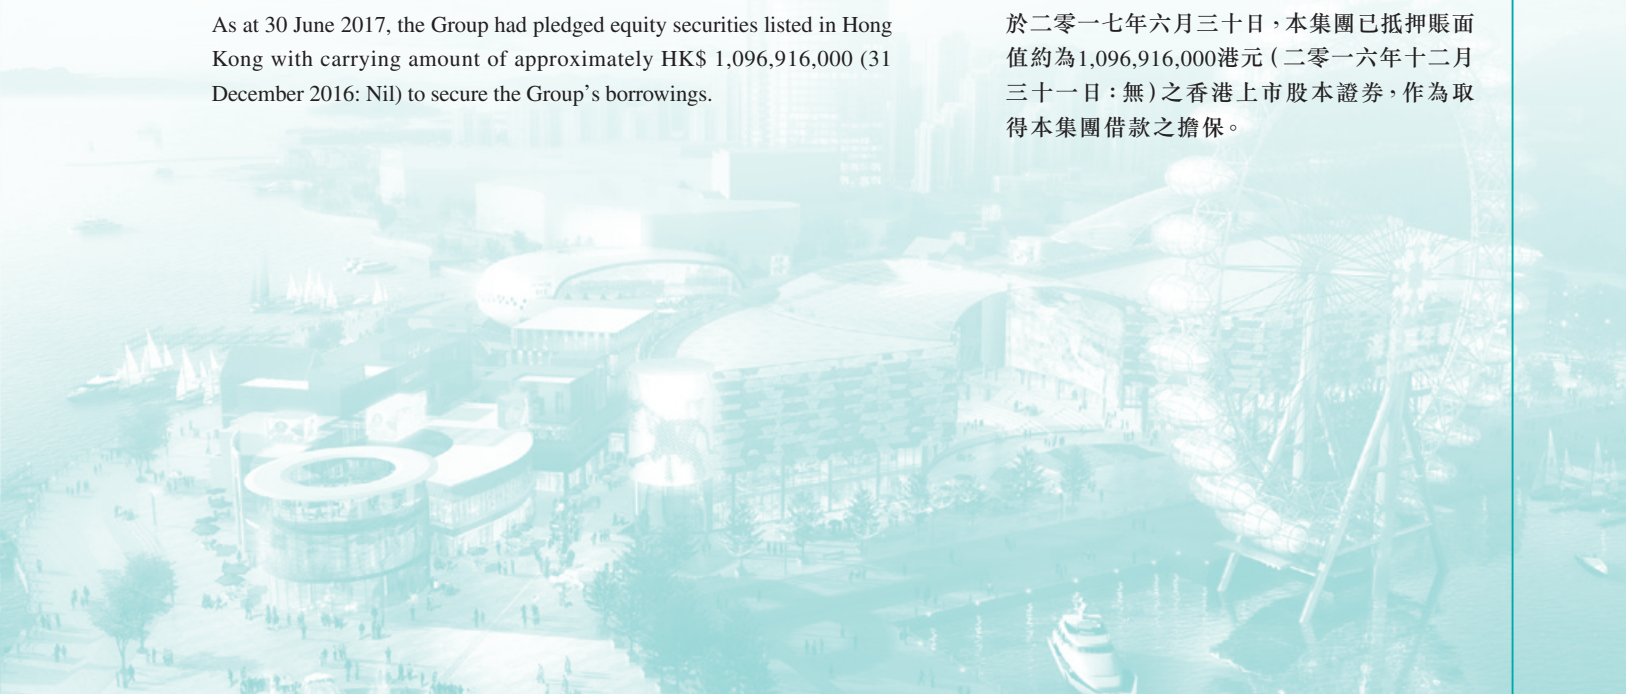 As at 30 June 2017, the Group had pledged equity securities listed in Hong
Kong with carrying amount of approximately HK$ 1,096,916,000 (31
December 2016: Nil) to secure the Group’s borrowings.
於二零一七年六月三十日，本集團已抵押賬面
值約為1,096,916,000港元（二零一六年十二月
三十一日：無）之香港上市股本證券，作為取
得本集團借款之擔保。